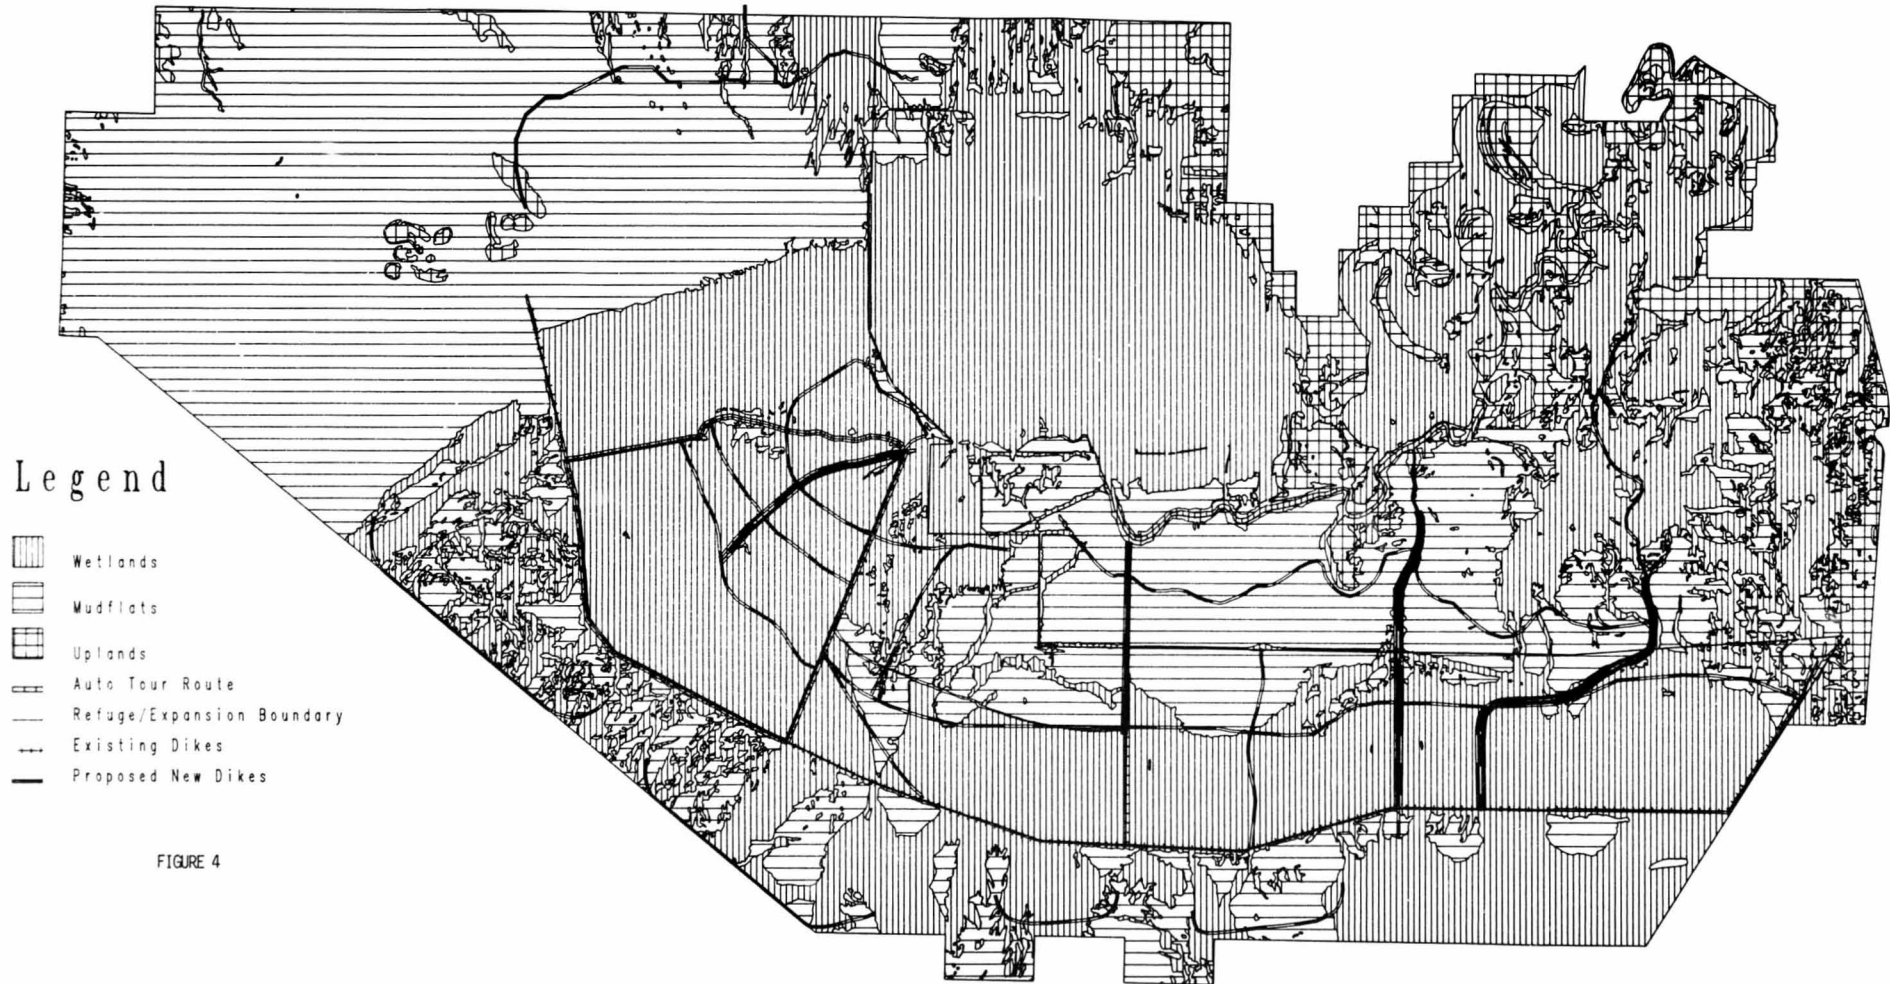 Legend
Wetlands
Mudflats
Uplands
Auto Tour Route
Refuge/Expansion Boundary
Existing Dikes
Proposed New Dikes
FIGURE 4